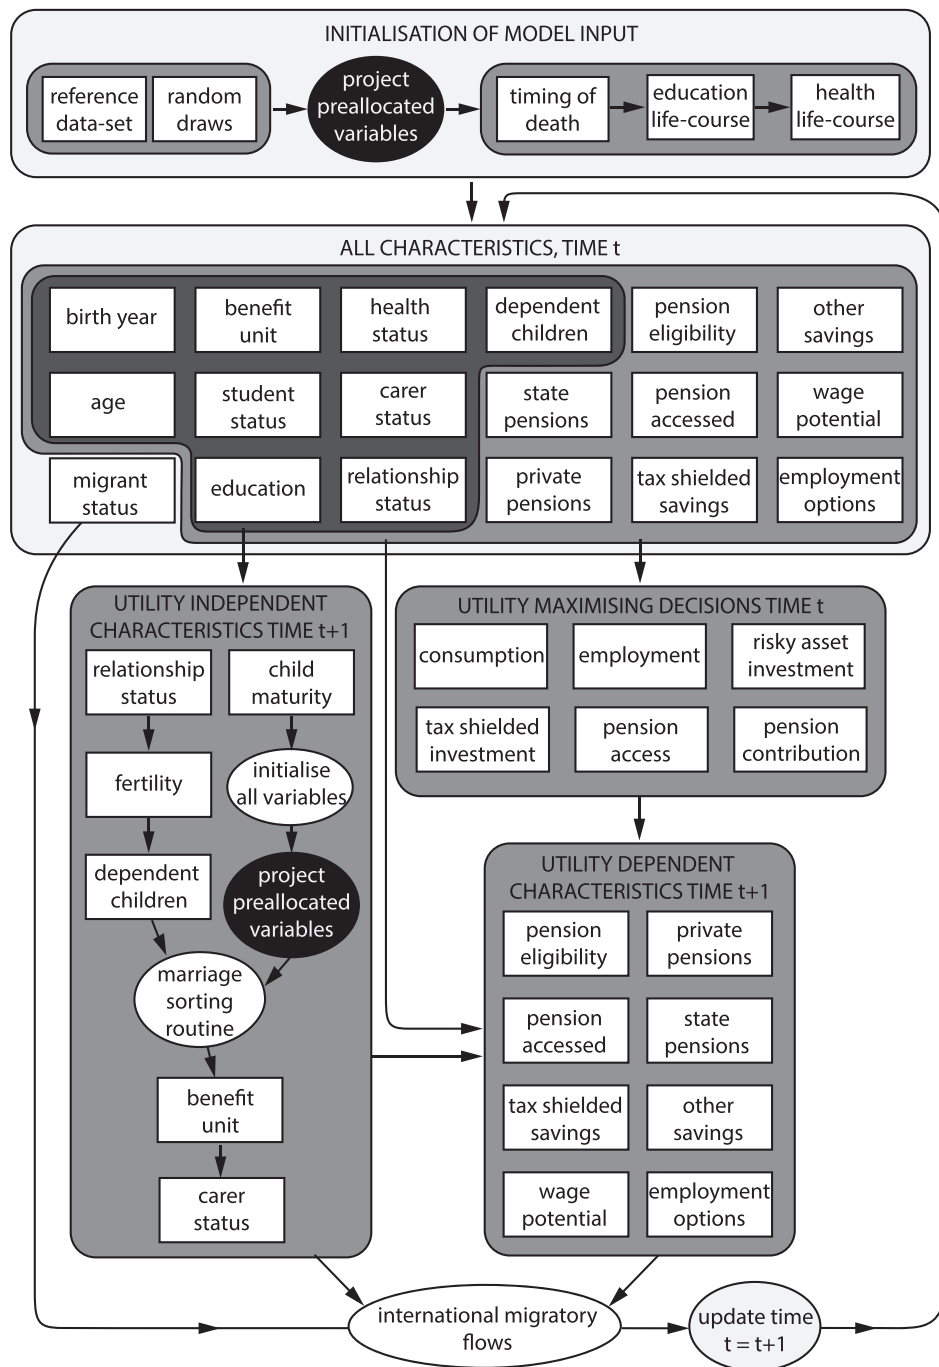 INITIALISATION OF MODEL INPUT
reference
data-set
random
draws
project
preallocated
variables
timing of
death
education
life-course
health
life-course
ALL CHARACTERISTICS, TIME t
birth year
benefit
unit
health
status
dependent
children
pension
eligibility
other
savings
age
student
status
carer
status
state
pensions
pension
accessed
wage
potential
migrant
status
education
relationship
status
private
pensions
tax shielded
savings
employment
options
UTILITY INDEPENDENT
CHARACTERISTICS TIME t+1
relationship
status
child
maturity
fertility
initialise
all variables
dependent
children
project
preallocated
variables
marriage
sorting
routine
benefit
unit
carer
status
UTILITY MAXIMISING DECISIONS TIME t
consumption
employment
risky asset
investment
tax shielded
investment
pension
access
pension
contribution
UTILITY DEPENDENT
CHARACTERISTICS TIME t+1
pension
eligibility
private
pensions
pension
accessed
state
pensions
tax shielded
savings
other
savings
wage
potential
employment
options
international migratory
flows
update time
t = t+1